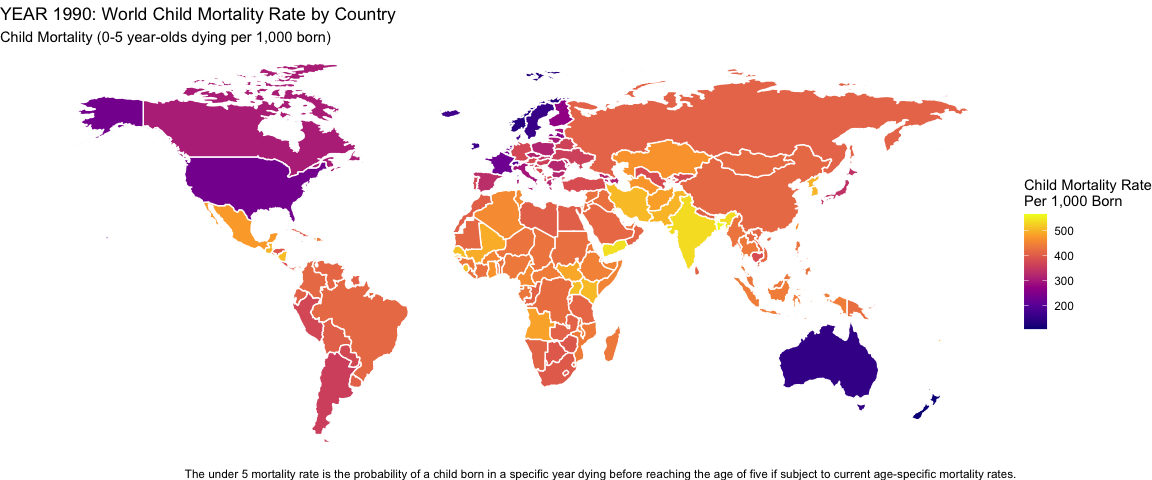 YEAR 1990: World Child Mortality Rate by Country
Child Mortality (0-5 year-olds dying per 1,000 born)
Child Mortality Rate
Per 1,000 Born
500
400
300
200
The under 5 mortality rate is the probability of a child born in a specific year dying before reaching the age of five if subject to current age-specific mortality rates.